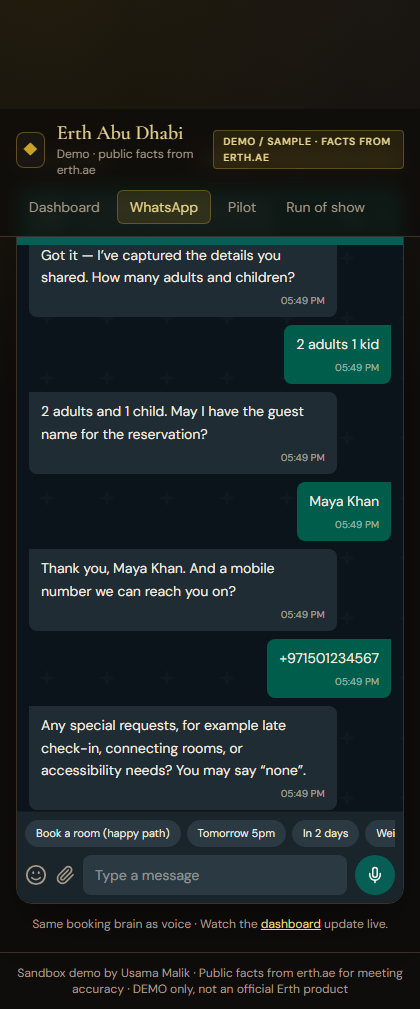 Erth Abu Dhabi
Demo · public facts from
erth.ae
DEMO / SAMPLE · FACTS FROM
ERTH.AE
Dashboard
WhatsApp
Pilot
Run of show
Got it — I’ve captured the details you
shared. How many adults and children?
05:49 PM
2 adults 1 kid
05:49 PM
2 adults and 1 child. May I have the guest
name for the reservation?
05:49 PM
Maya Khan
05:49 PM
Thank you, Maya Khan. And a mobile
number we can reach you on?
05:49 PM
+971501234567
05:49 PM
Any special requests, for example late
check-in, connecting rooms, or
accessibility needs? You may say “none”.
05:49 PM
Book a room (happy path)
Tomorrow 5pm
In 2 days
Wei
Type a message
Same booking brain as voice · Watch the dashboard update live.
Sandbox demo by Usama Malik · Public facts from erth.ae for meeting
accuracy · DEMO only, not an official Erth product